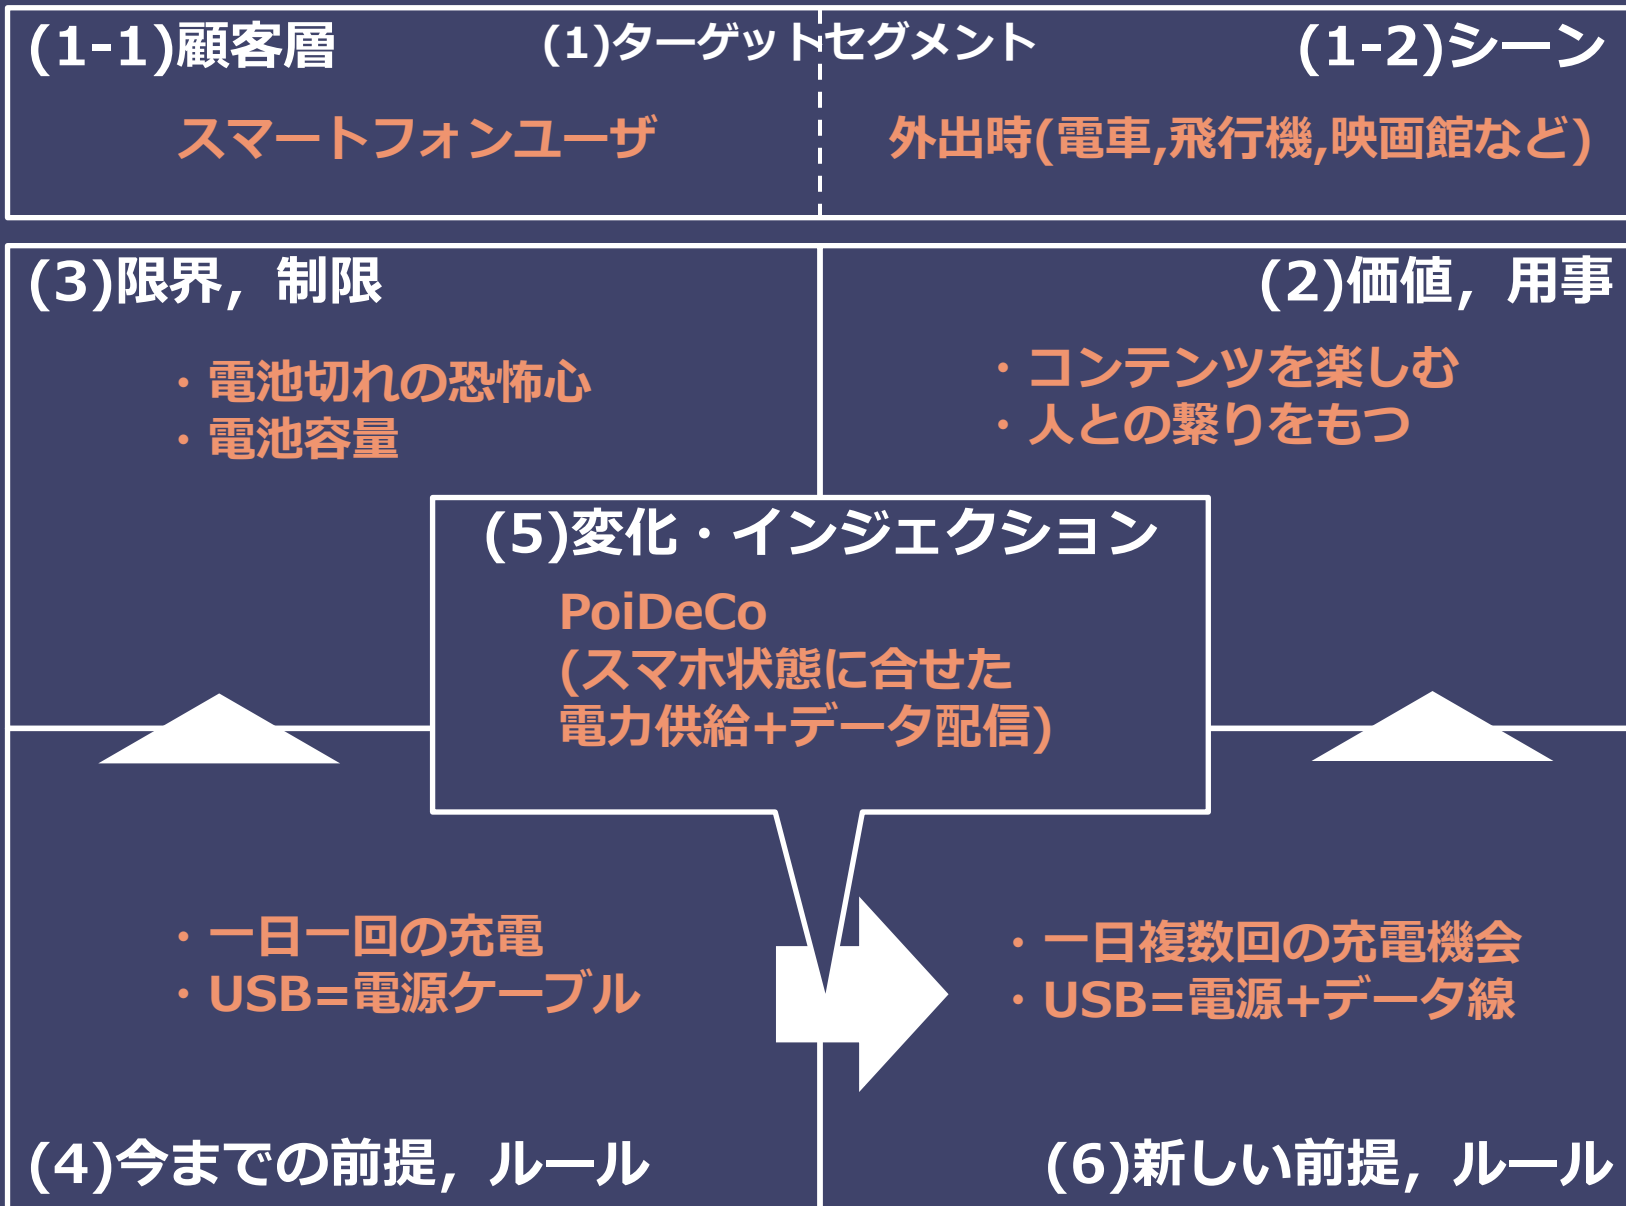 (1-1)顧客層
(1)ターゲットセグメント
(1-2)シーン
スマートフォンユーザ
外出時(電車,飛行機,映画館など)
(3)限界，制限
(2)価値，用事
・電池切れの恐怖心
・電池容量
・コンテンツを楽しむ
・人との繋りをもつ
(5)変化・インジェクション
PoiDeCo
(スマホ状態に合せた
電力供給+データ配信)
・一日一回の充電
・USB=電源ケーブル
・一日複数回の充電機会
・USB=電源+データ線
(4)今までの前提，ルール
(6)新しい前提，ルール